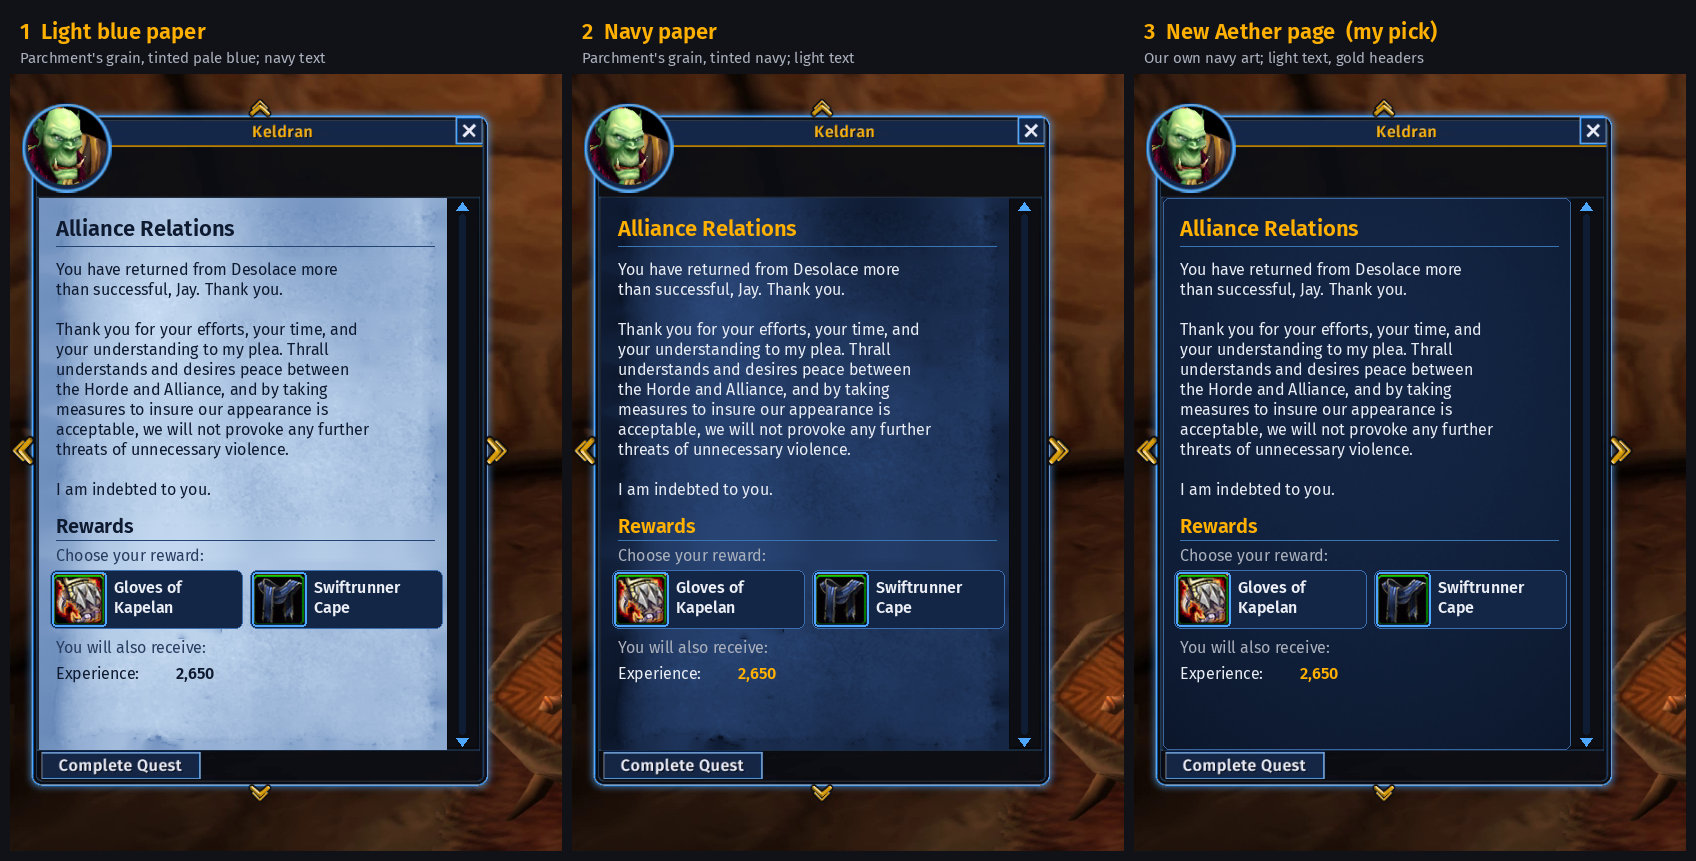 1 Light blue paper
Parchment's grain, tinted pale blue; navy text
Keldran
Alliance Relations
You have returned from Desolace more
than successful, Jay. Thank you.
Thank you for your efforts, your time, and
your understanding to my plea. Thrall
understands and desires peace between
the Horde and Alliance, and by taking
measures to insure our appearance is
acceptable, we will not provoke any further
threats of unnecessary violence.
I am indebted to you.
Rewards
Choose your reward:
Gloves of
Kapelan
Swiftrunner
Cape
You will also receive:
Experience: 2,650
Complete Quest
2 Navy paper
Parchment's grain, tinted navy; light text
Keldran
Alliance Relations
You have returned from Desolace more
than successful, Jay. Thank you.
Thank you for your efforts, your time, and
your understanding to my plea. Thrall
understands and desires peace between
the Horde and Alliance, and by taking
measures to insure our appearance is
acceptable, we will not provoke any further
threats of unnecessary violence.
I am indebted to you.
Rewards
Choose your reward:
Gloves of
Kapelan
Swiftrunner
Cape
You will also receive:
Experience: 2,650
Complete Quest
3 New Aether page (my pick)
Our own navy art; light text, gold headers
Keldran
Alliance Relations
You have returned from Desolace more
than successful, Jay. Thank you.
Thank you for your efforts, your time, and
your understanding to my plea. Thrall
understands and desires peace between
the Horde and Alliance, and by taking
measures to insure our appearance is
acceptable, we will not provoke any further
threats of unnecessary violence.
I am indebted to you.
Rewards
Choose your reward:
Gloves of
Kapelan
Swiftrunner
Cape
You will also receive:
Experience: 2,650
Complete Quest